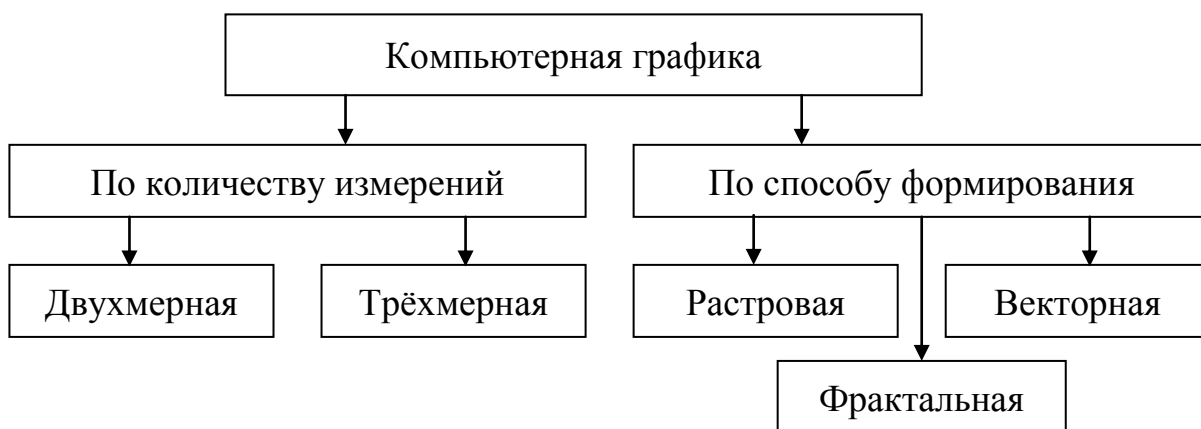 Компьютерная графика
По количеству измерений
По способу формирования
Двухмерная
Трёхмерная
Растровая
Векторная
Фрактальная